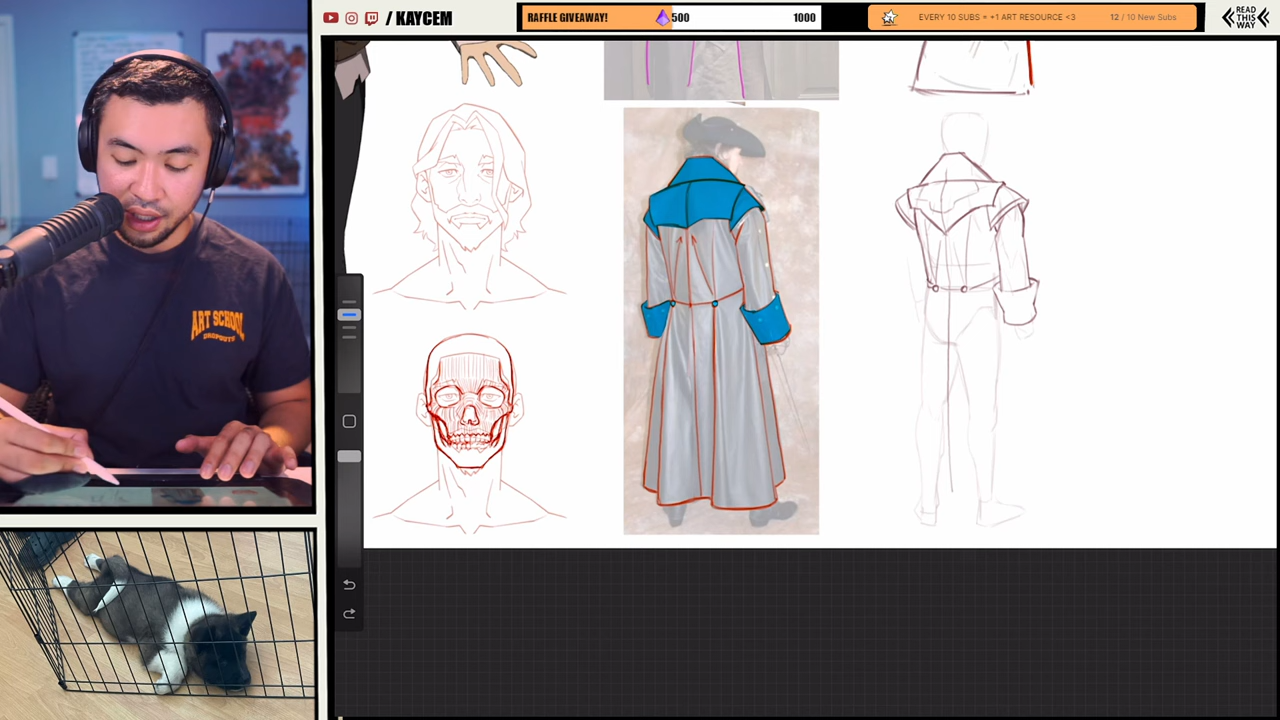 / KAYCEM
RAFFLE GIVEAWAY!
500
1000
EVERY 10 SUBS = +1 ART RESOURCE <3
12 / 10 New Subs
READ
THIS
WAY
ART SCHOOL
DROPOUTS